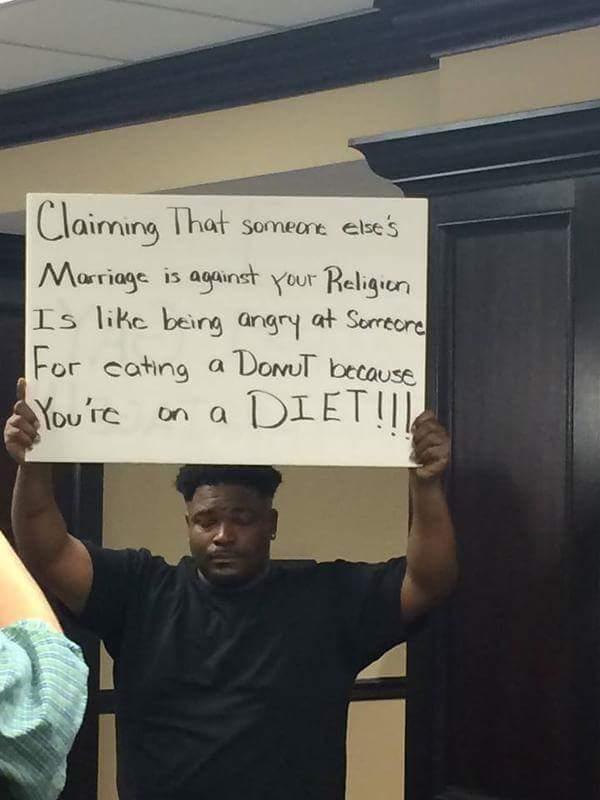 Claiming That someone else's
Marriage is against your Religion
Is like being angry at Someone
For eating a DONUT because
You're on a DIET!!!